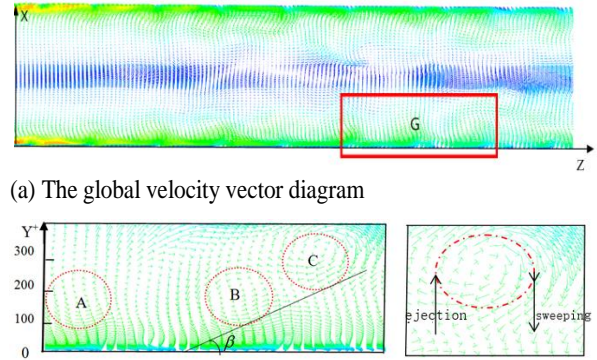 X
G
Z
(a) The global velocity vector diagram
Y+
300
200
100
0
A
B
C
β
ejection
sweeping